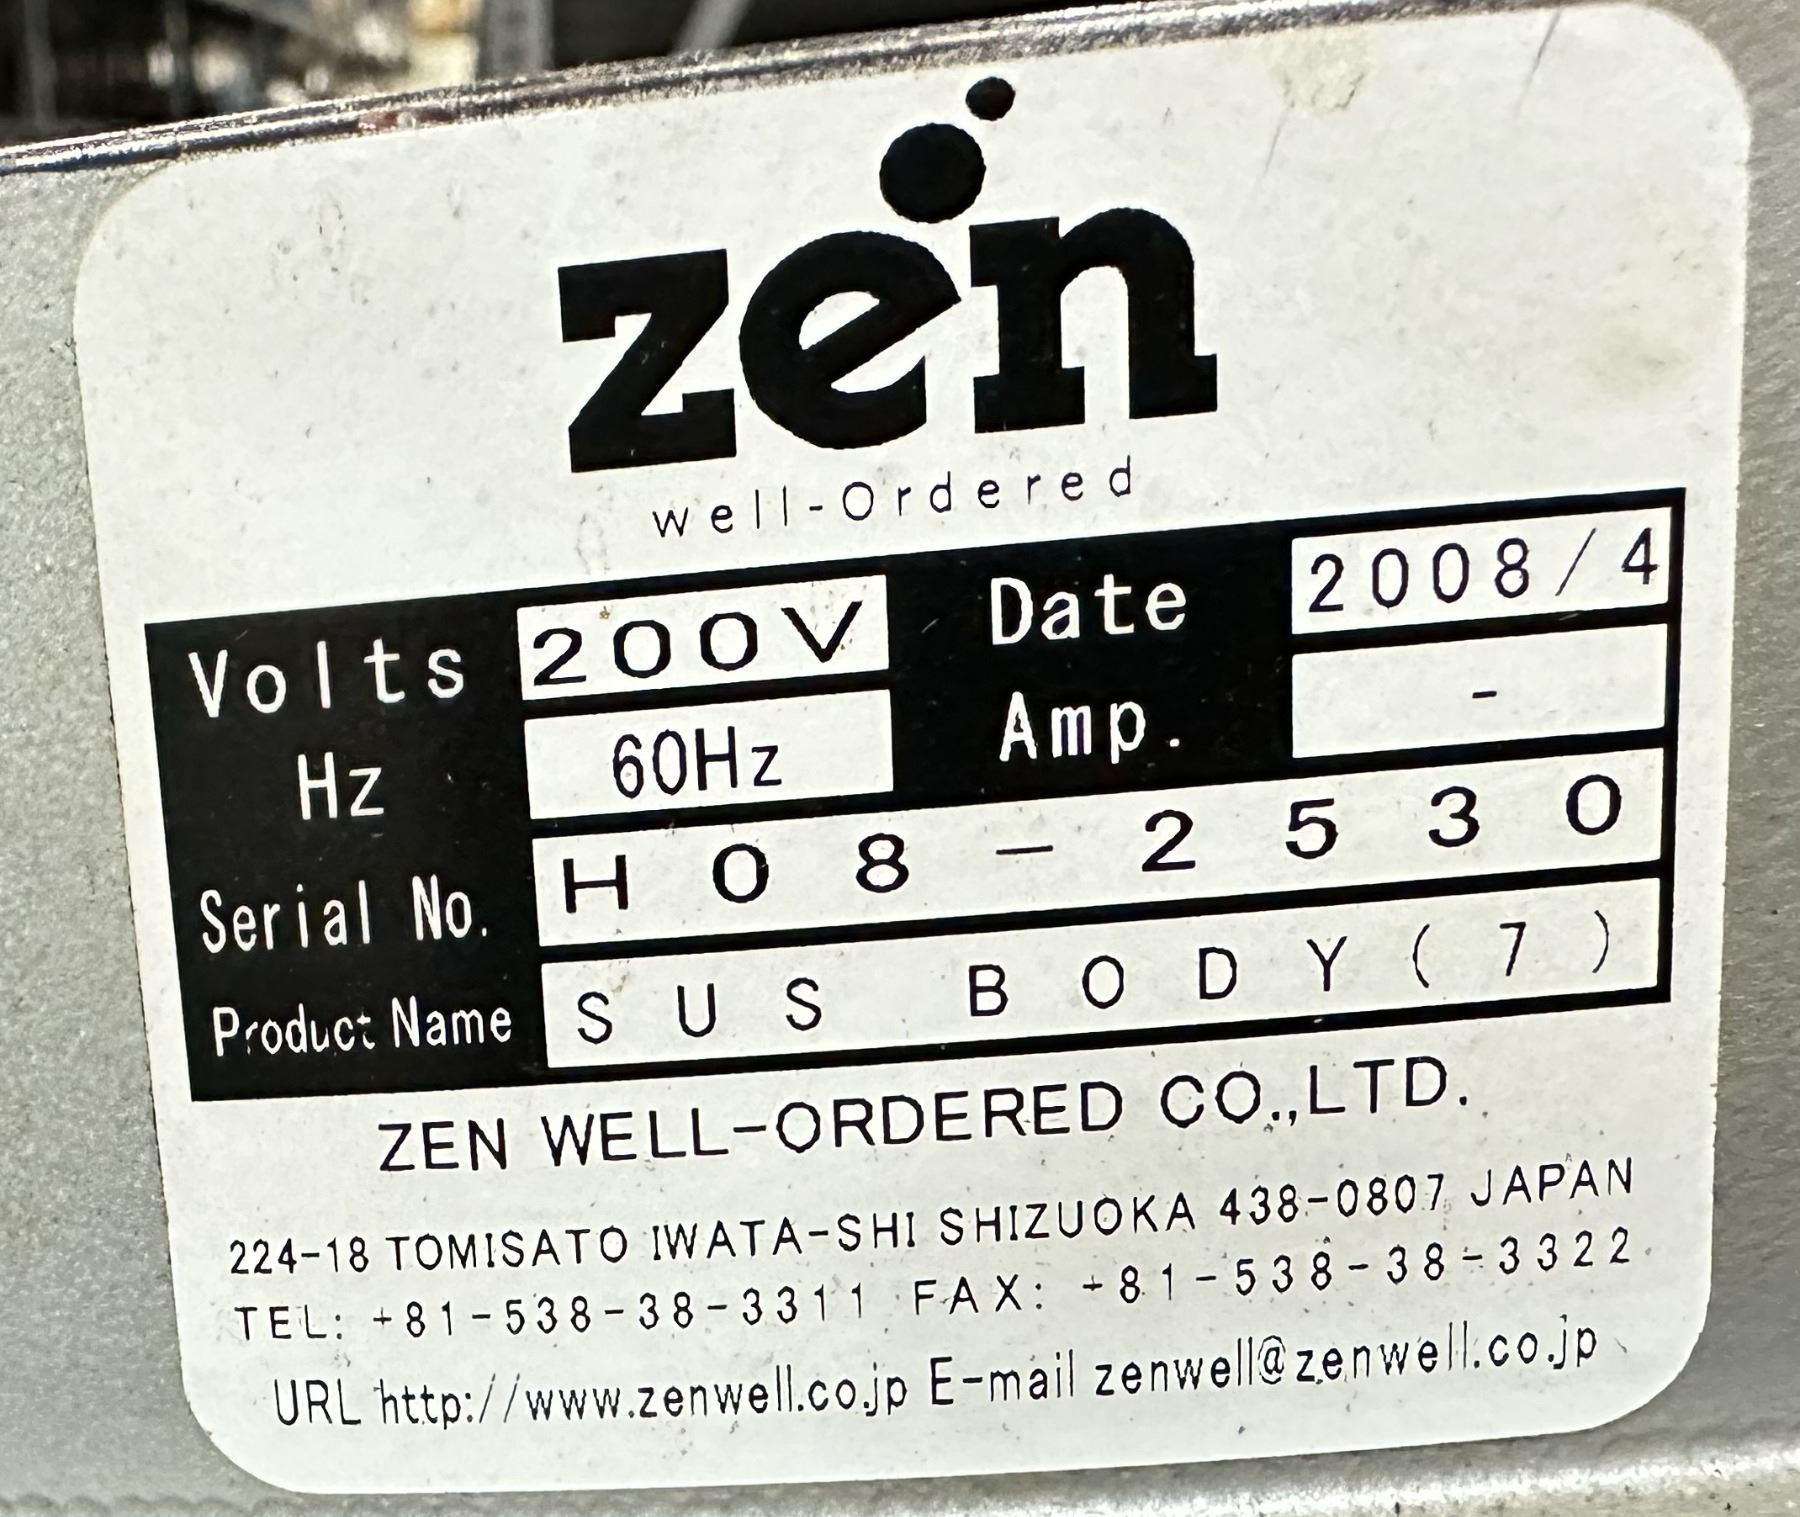 zen
well-Ordered
Volts 200V Date 2008/4
Hz 60Hz Amp. -
Serial No. H08-2530
Product Name SUS BODY(7)
ZEN WELL-ORDERED CO.,LTD.
224-18 TOMISATO IWATA-SHI SHIZUOKA 438-0807 JAPAN
TEL: +81-538-38-3311 FAX: +81-538-38-3322
URL http://www.zenwell.co.jp E-mail zenwell@zenwell.co.jp